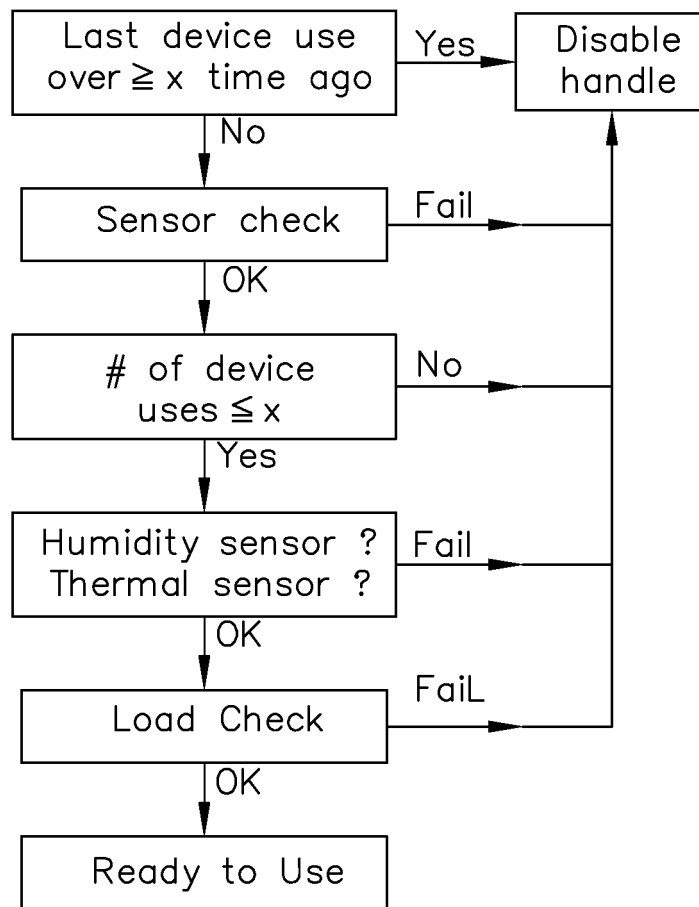 Last device use
over ≧ x time ago
Yes
Disable
handle
No
Sensor check
Fail
OK
# of device
uses ≦ x
No
Yes
Humidity sensor ?
Thermal sensor ?
Fail
OK
Load Check
FaiL
OK
Ready to Use